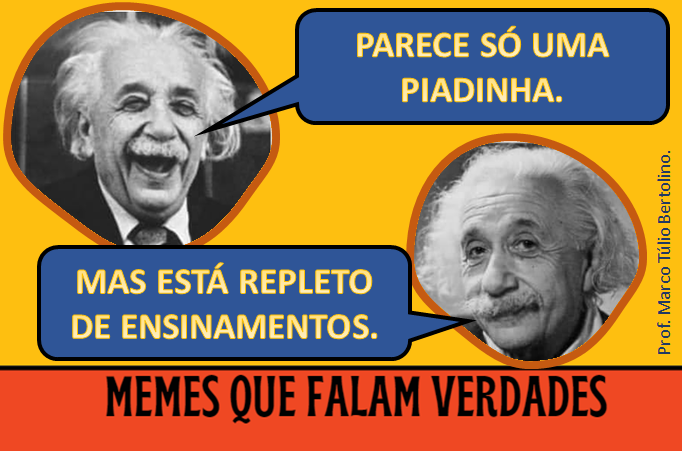 PARECE SÓ UMA
PIADINHA.
MAS ESTÁ REPLETO
DE ENSINAMENTOS.
Prof. Marco Túlio Bertolino.
MEMES QUE FALAM VERDADES